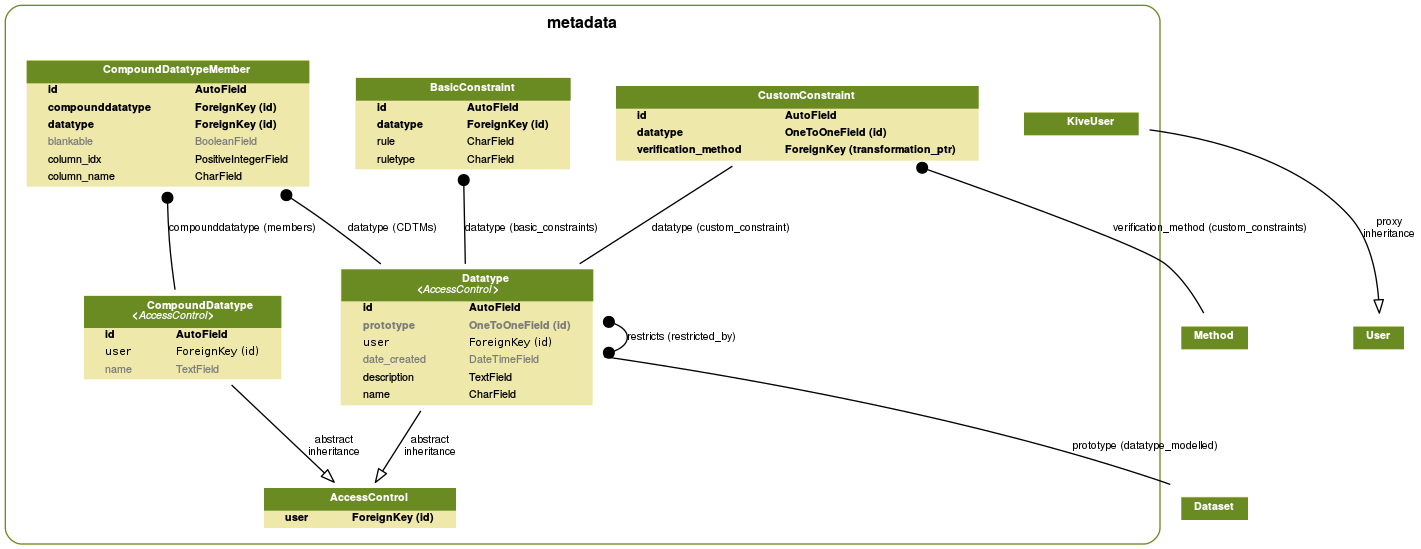 metadata
CompoundDatatypeMember
id AutoField
compounddatatype ForeignKey (id)
datatype ForeignKey (id)
blankable BooleanField
column_idx PositiveIntegerField
column_name CharField
BasicConstraint
id AutoField
datatype ForeignKey (id)
rule CharField
ruletype CharField
CustomConstraint
id AutoField
datatype OneToOneField (id)
verification_method ForeignKey (transformation_ptr)
KiveUser
compounddatatype (members)
datatype (CDTMs)
datatype (basic_constraints)
datatype (custom_constraint)
verification_method (custom_constraints)
proxy
inheritance
CompoundDatatype
<AccessControl>
id AutoField
user ForeignKey (id)
name TextField
Datatype
<AccessControl>
id AutoField
prototype OneToOneField (id)
user ForeignKey (id)
date_created DateTimeField
description TextField
name CharField
restricts (restricted_by)
Method
User
abstract
inheritance
abstract
inheritance
prototype (datatype_modelled)
AccessControl
user ForeignKey (id)
Dataset